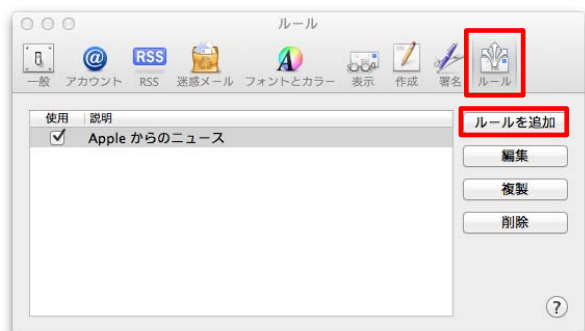 ルール
@
RSS
A
一般 アカウント RSS 迷惑メール フォントとカラー 表示 作成 署名 ルール
使用 説明
Apple からのニュース
ルールを追加
編集
複製
削除
?